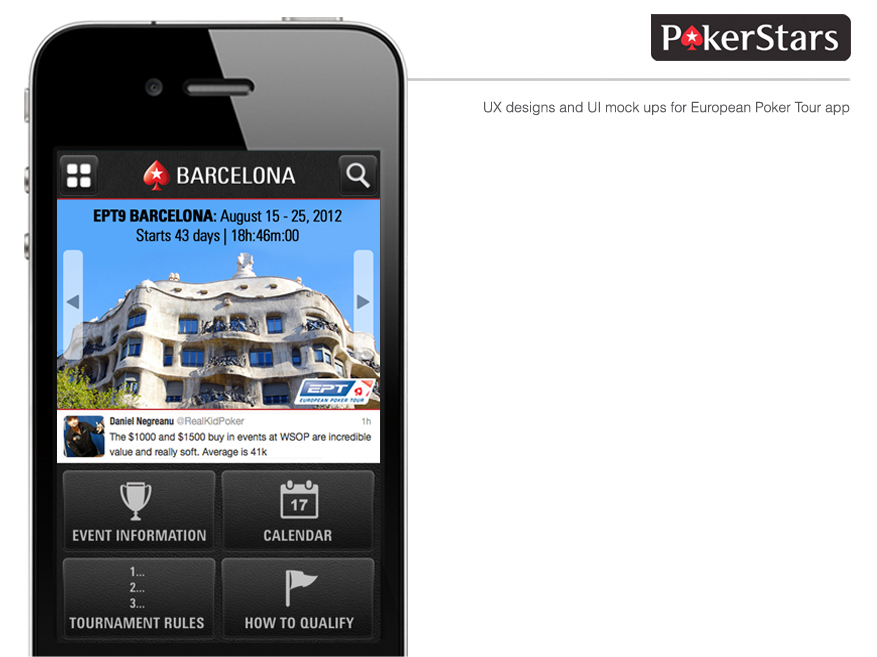 PokerStars
UX designs and UI mock ups for European Poker Tour app
BARCELONA
EPT9 BARCELONA: August 15 - 25, 2012
Starts 43 days | 18h:46m:00
EPT
EUROPEAN POKER TOUR
Daniel Negreanu @RealKidPoker 1h
The $1000 and $1500 buy in events at WSOP are incredible
value and really soft. Average is 41k
17
EVENT INFORMATION
CALENDAR
1...
2...
3...
TOURNAMENT RULES
HOW TO QUALIFY